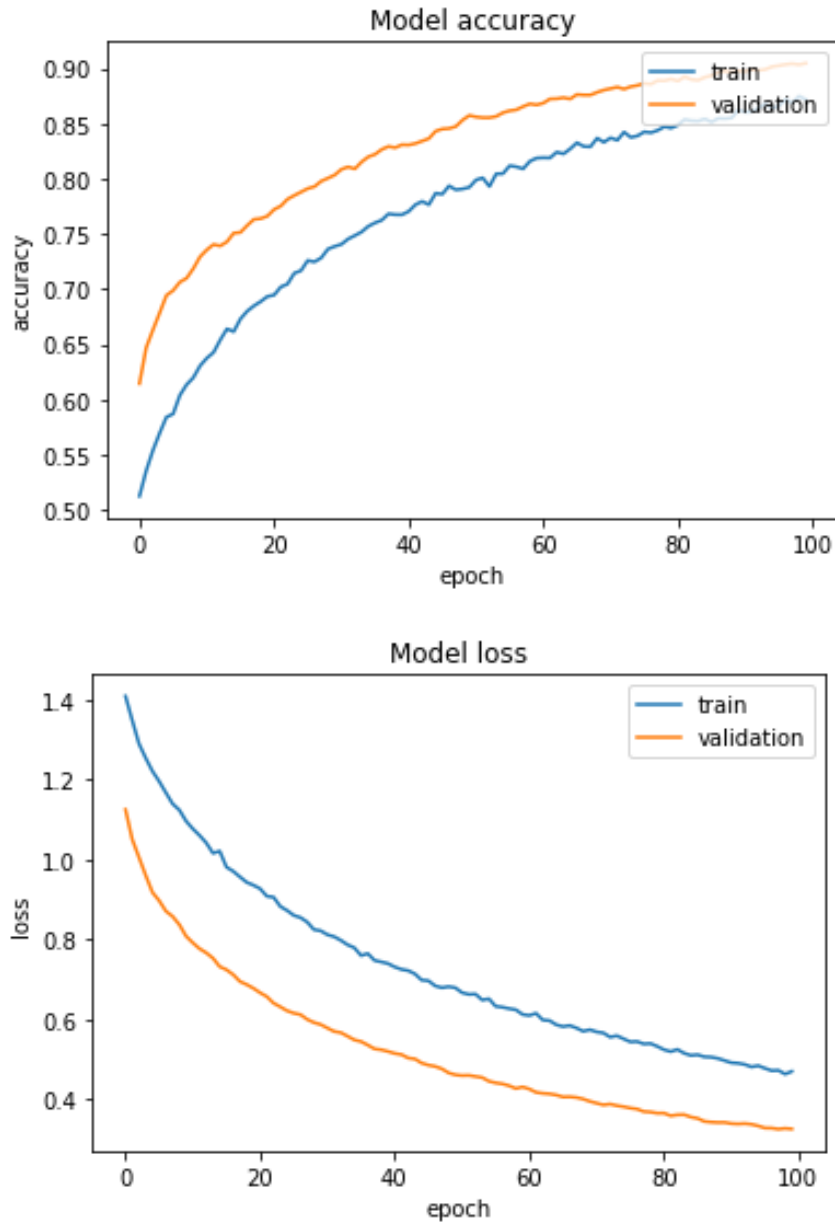 Model accuracy
train
validation
0.90
0.85
0.80
0.75
0.70
0.65
0.60
0.55
0.50
accuracy
0 20 40 60 80 100
epoch
Model loss
train
validation
1.4
1.2
1.0
0.8
0.6
0.4
loss
0 20 40 60 80 100
epoch